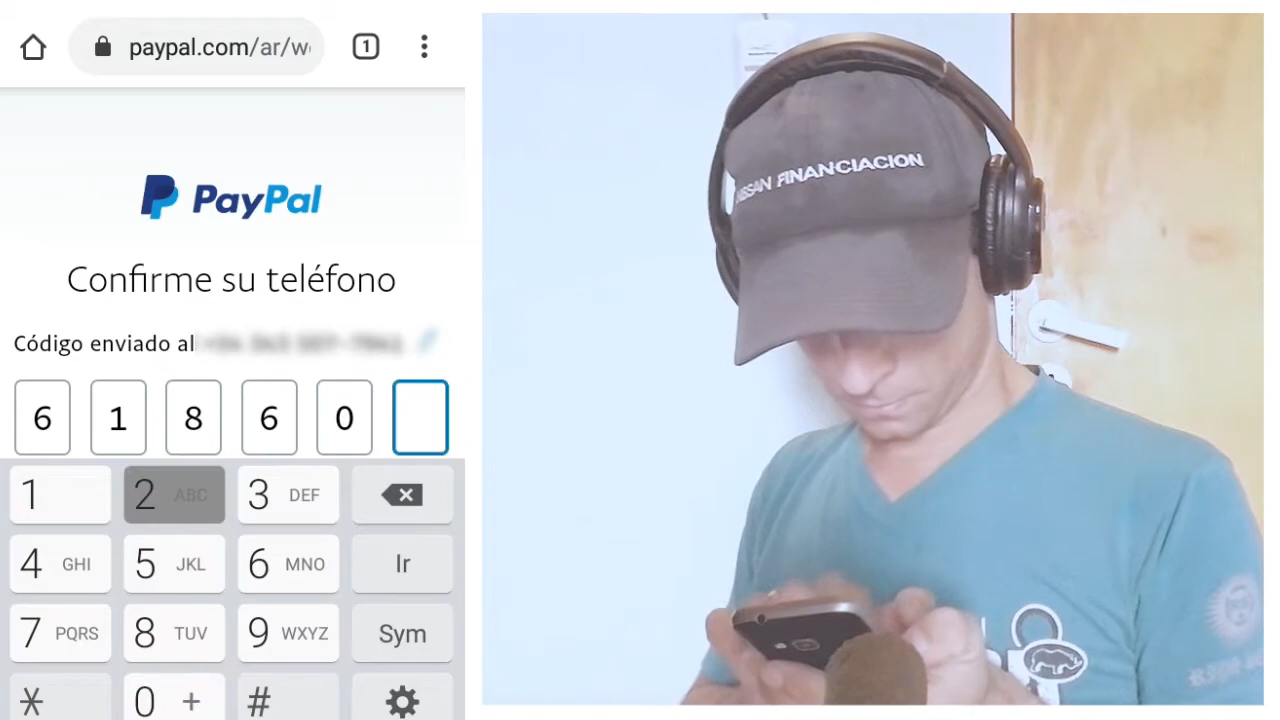 1
paypal.com/ar/w
PayPal
Confirme su teléfono
Código enviado al
6 1 8 6 0
1
2 ABC
3 DEF
4 GHI
5 JKL
6 MNO
Ir
7 PQRS
8 TUV
9 WXYZ
Sym
*
0 +
#
NISSAN FINANCIACION